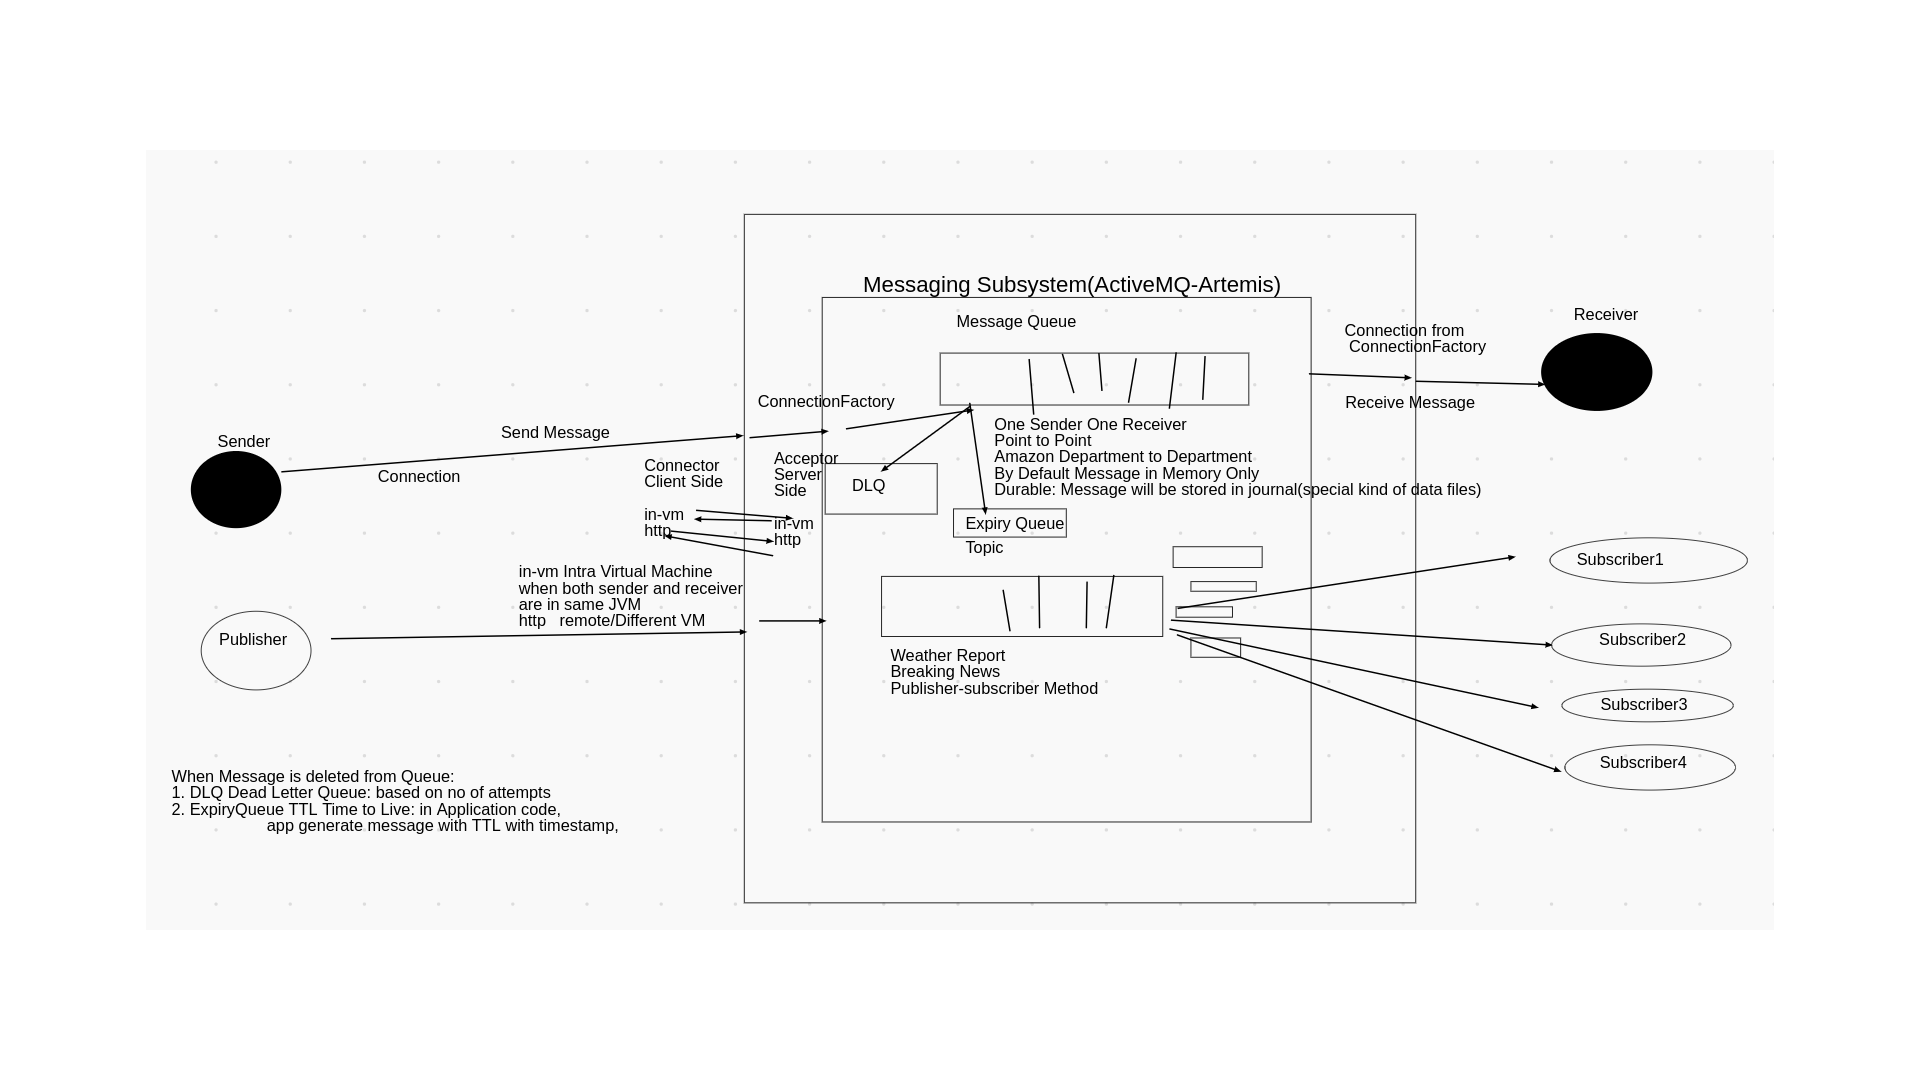 Messaging Subsystem(ActiveMQ-Artemis)
Message Queue
Receiver
Connection from
ConnectionFactory
Receive Message
ConnectionFactory
Sender
Send Message
Connection
One Sender One Receiver
Point to Point
Amazon Department to Department
By Default Message in Memory Only
Durable: Message will be stored in journal(special kind of data files)
Connector
Client Side
Acceptor
Server
Side
DLQ
in-vm
http
in-vm
http
Expiry Queue
Topic
in-vm Intra Virtual Machine
when both sender and receiver
are in same JVM
http   remote/Different VM
Publisher
Subscriber1
Subscriber2
Subscriber3
Subscriber4
Weather Report
Breaking News
Publisher-subscriber Method
When Message is deleted from Queue:
1. DLQ Dead Letter Queue: based on no of attempts
2. ExpiryQueue TTL Time to Live: in Application code,
app generate message with TTL with timestamp,